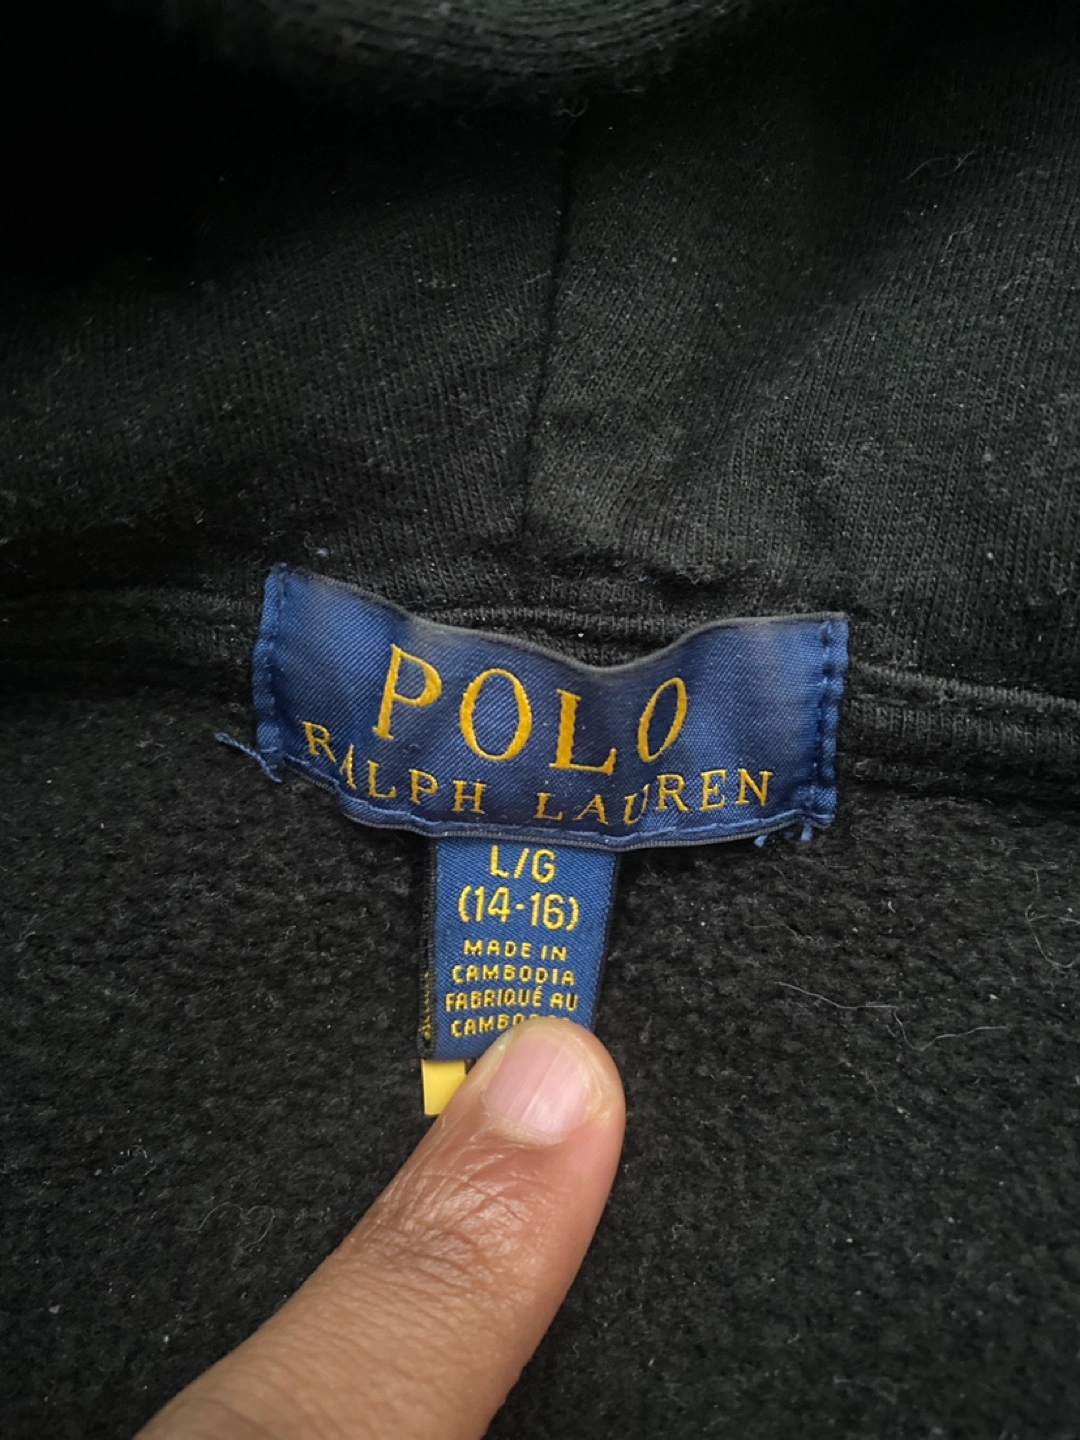 POLO
RALPH LAUREN
L/G
(14-16)
MADE IN
CAMBODIA
FABRIQUÉ AU